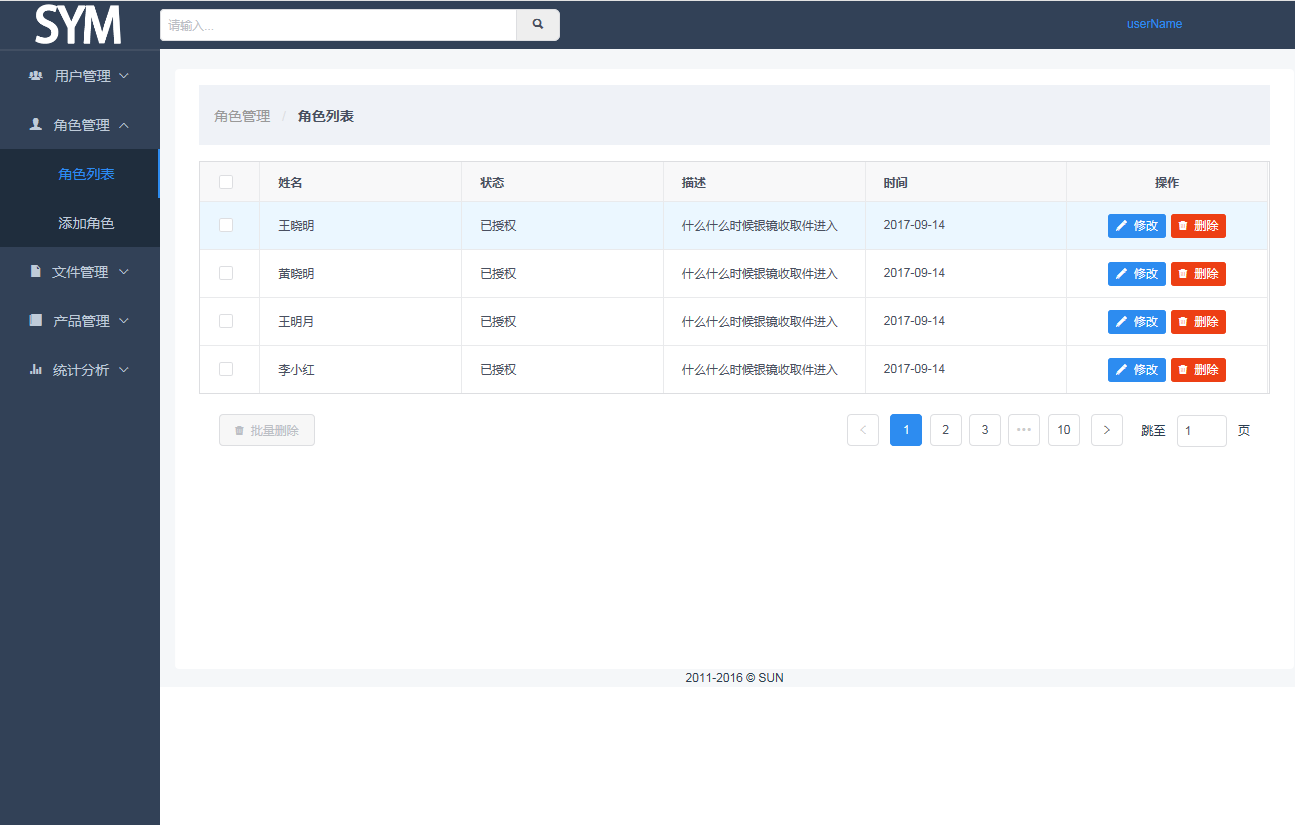 SYM
请输入...
userName
用户管理
角色管理
角色列表
添加角色
文件管理
产品管理
统计分析
角色管理 / 角色列表
姓名 状态 描述 时间 操作
王晓明 已授权 什么什么时候银镜收取件进入 2017-09-14 修改 删除
黄晓明 已授权 什么什么时候银镜收取件进入 2017-09-14 修改 删除
王明月 已授权 什么什么时候银镜收取件进入 2017-09-14 修改 删除
李小红 已授权 什么什么时候银镜收取件进入 2017-09-14 修改 删除
批量删除 1 2 3 ••• 10 跳至 1 页
2011-2016 © SUN